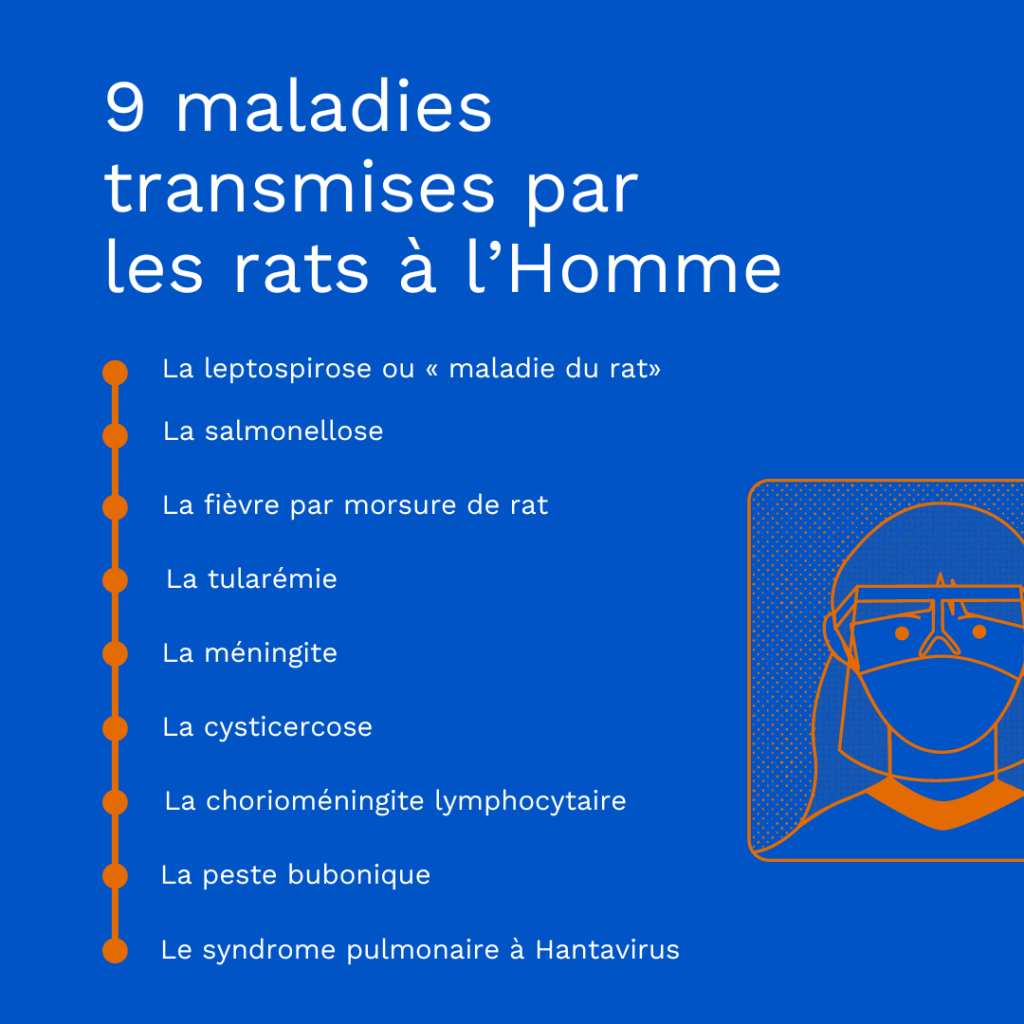 9 maladies
transmises par
les rats à l’Homme
La leptospirose ou « maladie du rat»
La salmonellose
La fièvre par morsure de rat
La tularémie
La méningite
La cysticercose
La chorioméningite lymphocytaire
La peste bubonique
Le syndrome pulmonaire à Hantavirus